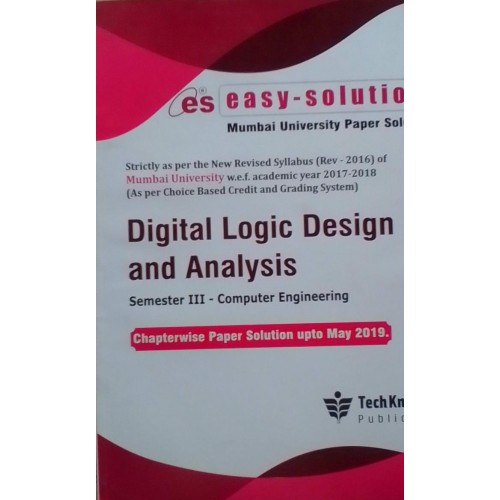 es® easy-solutio
Mumbai University Paper Sol
Strictly as per the New Revised Syllabus (Rev - 2016) of
Mumbai University w.e.f. academic year 2017-2018
(As per Choice Based Credit and Grading System)
Digital Logic Design
and Analysis
Semester III - Computer Engineering
Chapterwise Paper Solution upto May 2019.
TechKn
Public